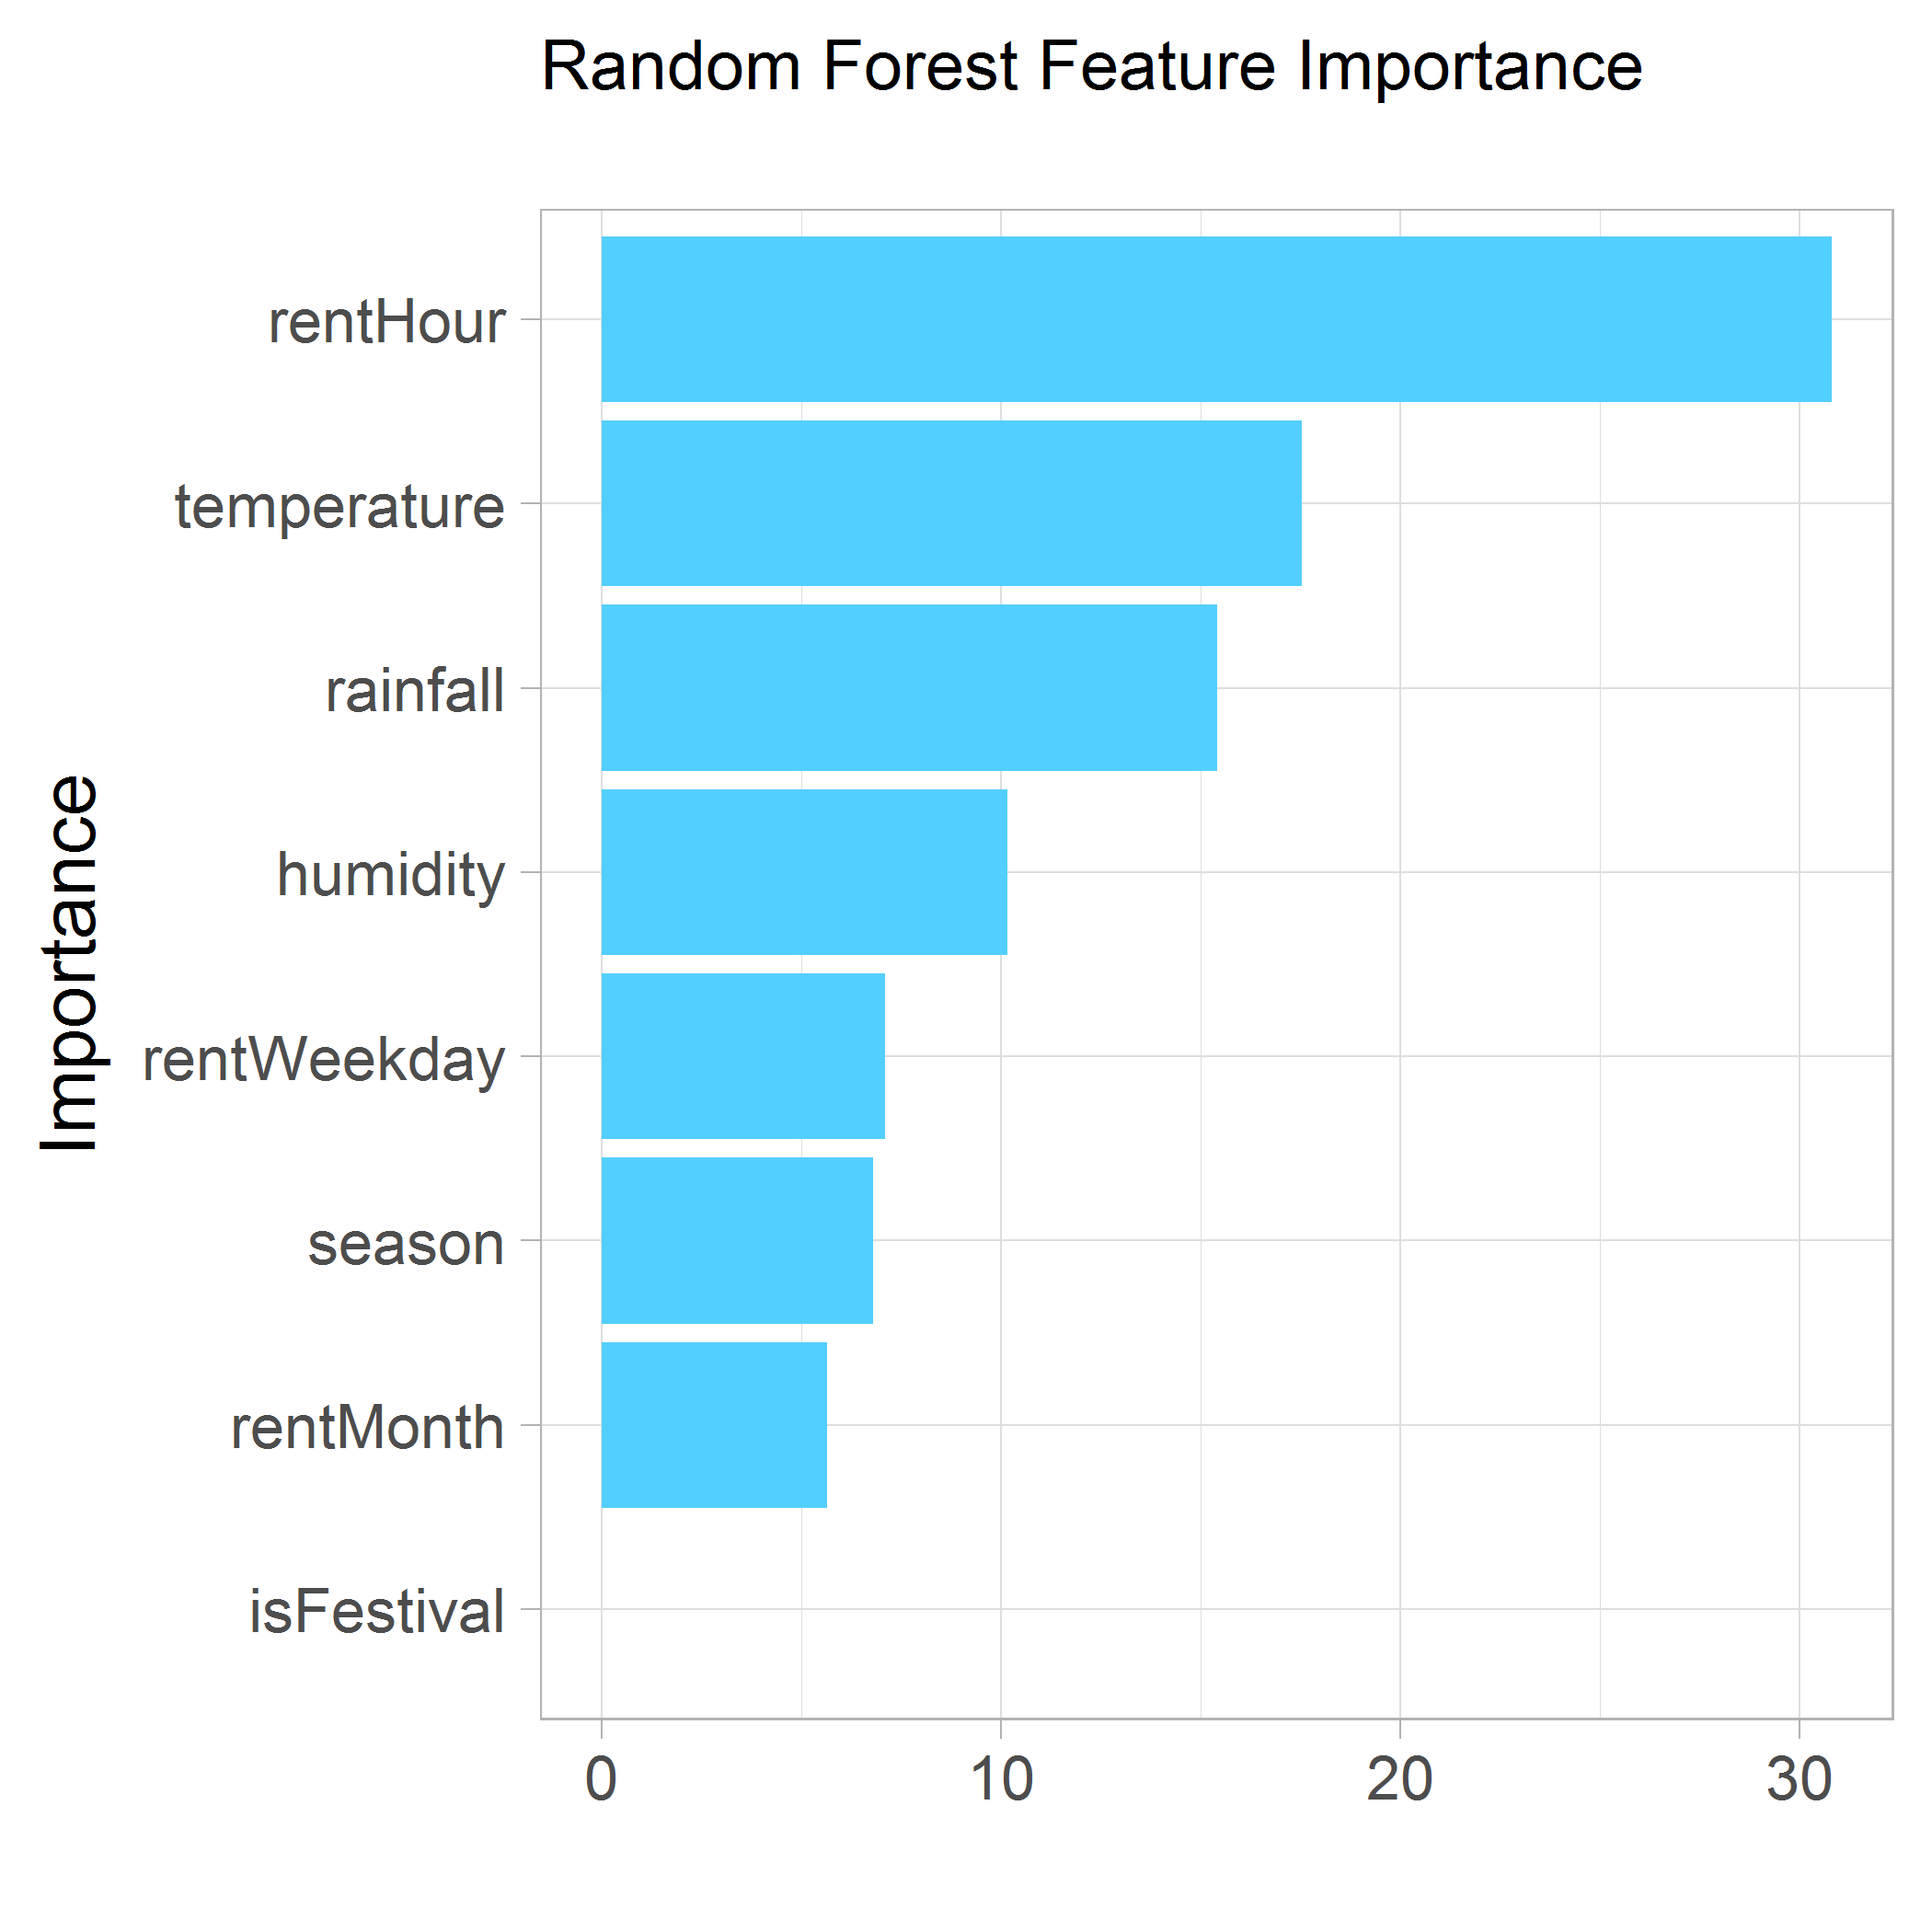 Random Forest Feature Importance
rentHour
temperature
rainfall
humidity
rentWeekday
season
rentMonth
isFestival
Importance
0 10 20 30